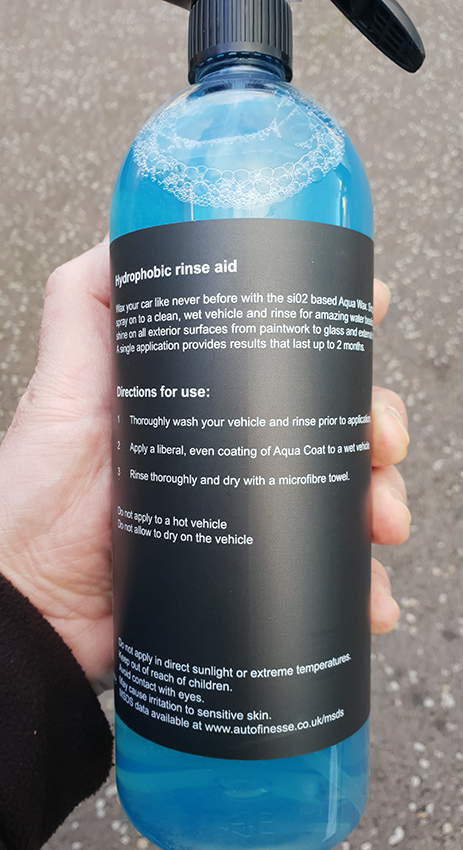 Hydrophobic rinse aid
Wax your car like never before with the si02 based Aqua Wax.
spray on to a clean, wet vehicle and rinse for amazing water
shine on all exterior surfaces from paintwork to glass and
A single application provides results that last up to 2 months.
Directions for use:
1 Thoroughly wash your vehicle and rinse prior to
2 Apply a liberal, even coating of Aqua Coat to a wet
3 Rinse thoroughly and dry with a microfibre towel.
Do not apply to a hot vehicle
Do not allow to dry on the vehicle
Do not apply in direct sunlight or extreme temperatures.
Keep out of reach of children.
Avoid contact with eyes.
May cause irritation to sensitive skin.
MSDS data available at www.autofinesse.co.uk/msds